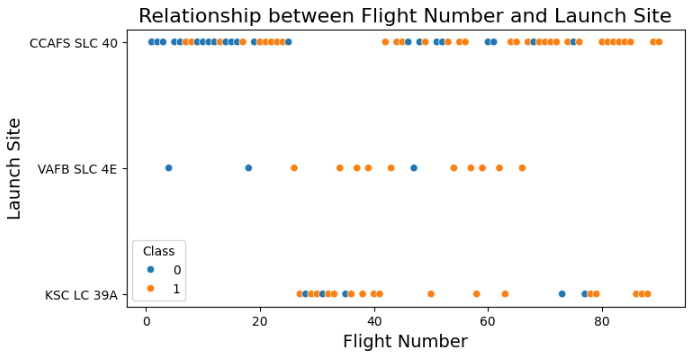 Relationship between Flight Number and Launch Site
CCAFS SLC 40
VAFB SLC 4E
KSC LC 39A
Launch Site
Class
0
1
0 20 40 60 80
Flight Number